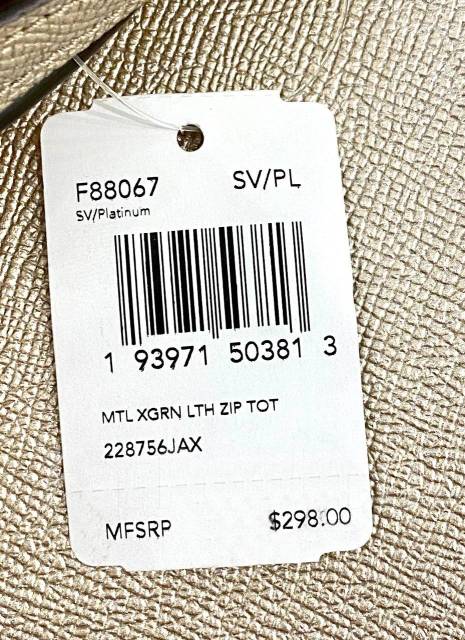 F88067 SV/PL
SV/Platinum
1 93971 50381 3
MTL XGRN LTH ZIP TOT
228756JAX
MFSRP $298.00